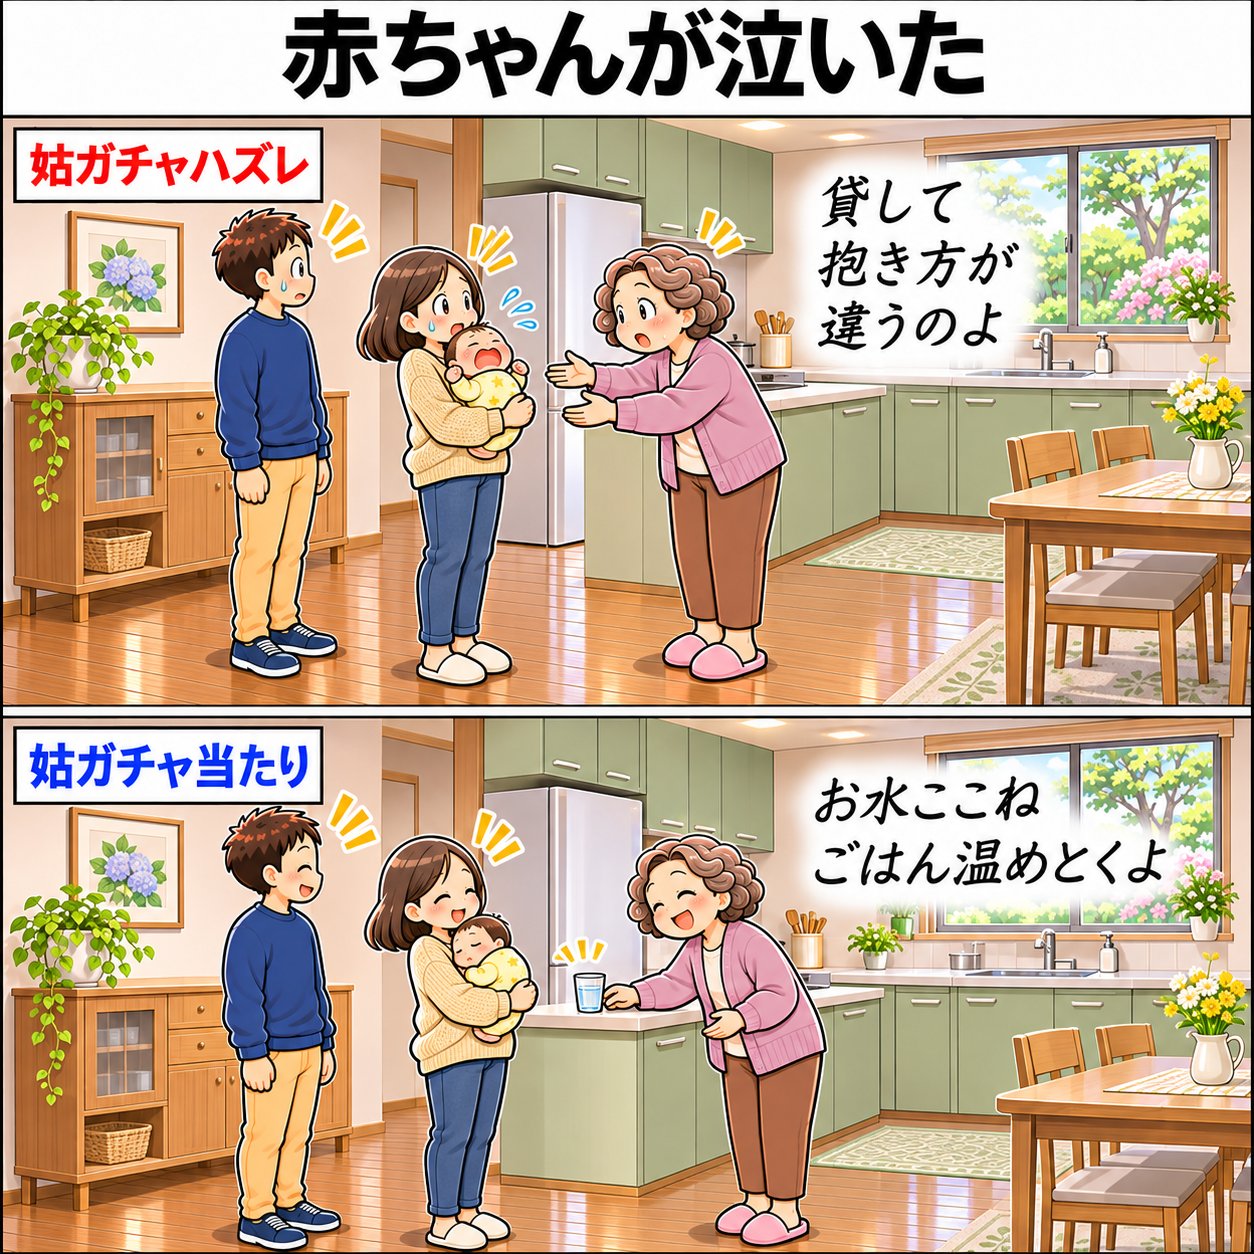 赤ちゃんが泣いた
姑ガチャハズレ
貸して
抱き方が
違うのよ
姑ガチャ当たり
お水ここね
ごはん温めとくよ